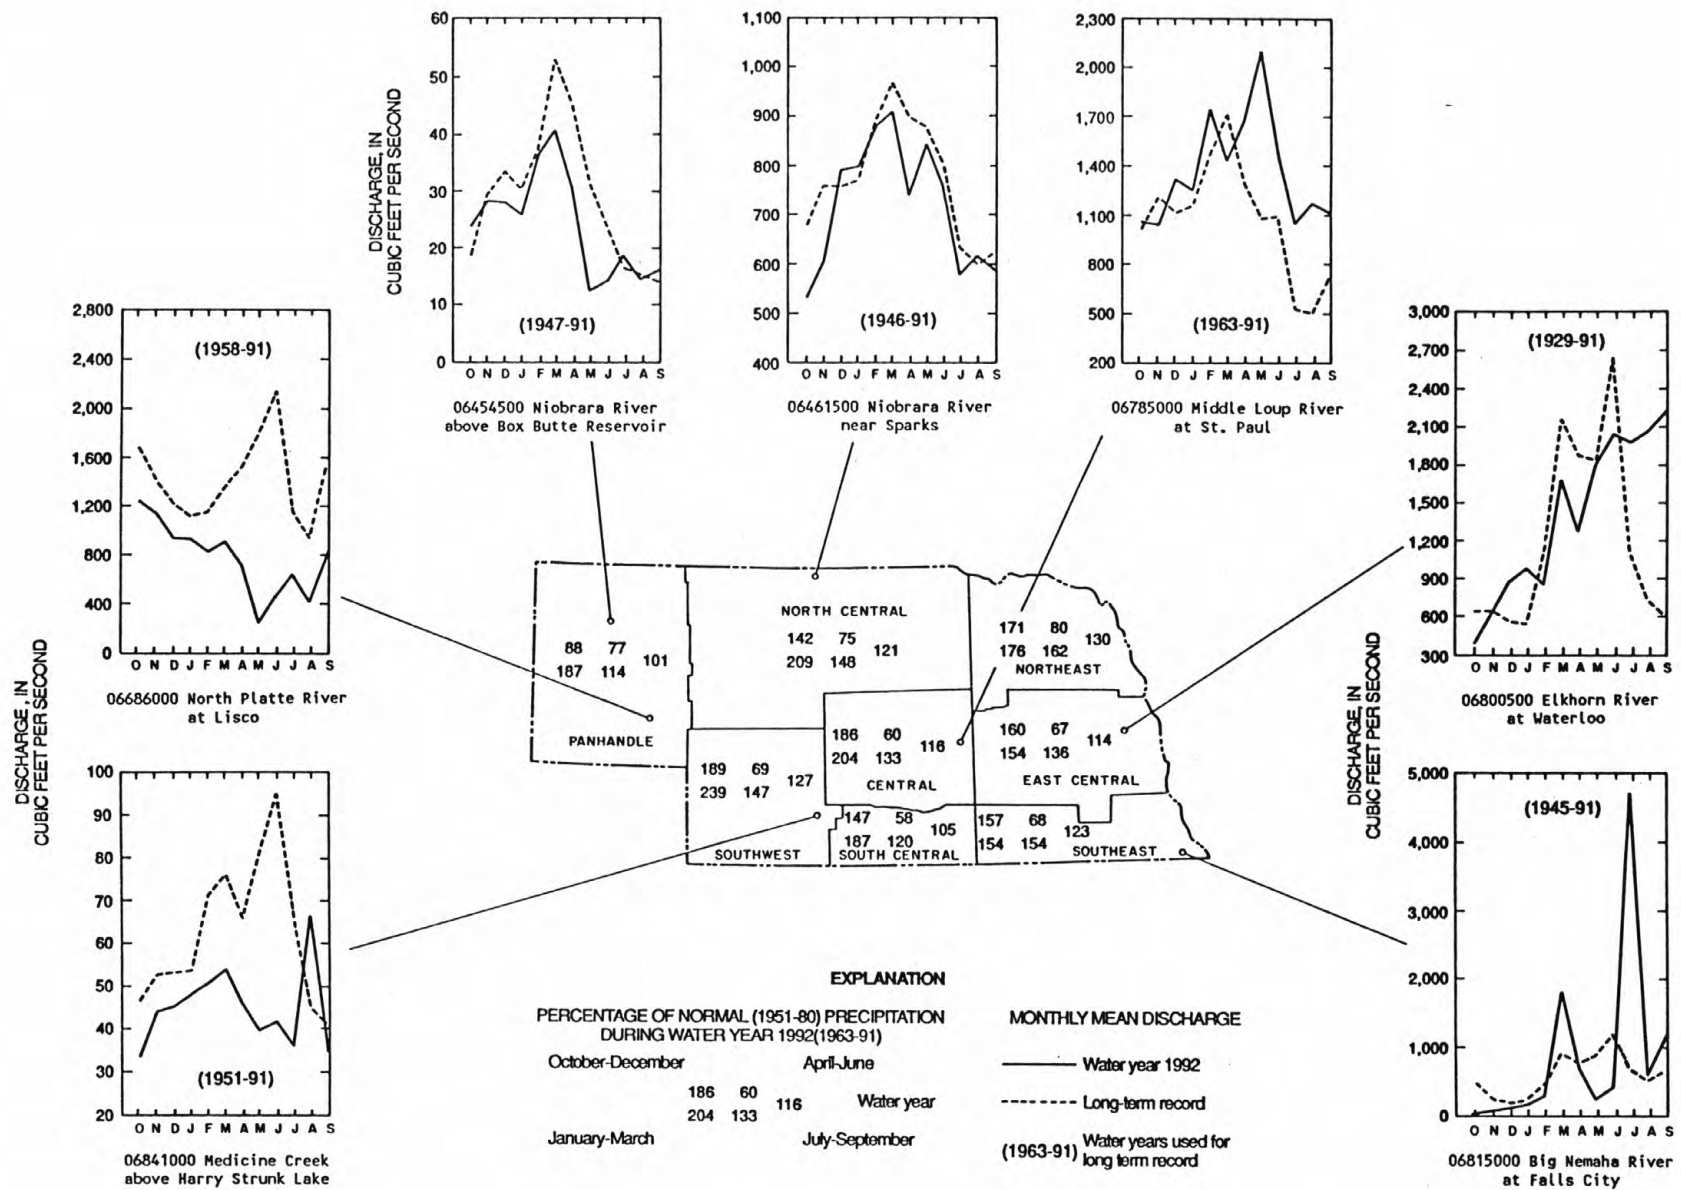 60
50
40
30
20
10
0
DISCHARGE, IN
CUBIC FEET PER SECOND
(1947-91)
O N D J F M A M J J A S
06454500 Niobrara River
above Box Butte Reservoir
1,100
1,000
900
800
700
600
500
400
(1946-91)
O N D J F M A M J J A S
06461500 Niobrara River
near Sparks
2,300
2,000
1,700
1,400
1,100
800
500
200
(1963-91)
O N D J F M A M J J A S
06785000 Middle Loup River
at St. Paul
2,800
2,400
2,000
1,600
1,200
800
400
0
(1958-91)
O N D J F M A M J J A S
06686000 North Platte River
at Lisco
DISCHARGE, IN
CUBIC FEET PER SECOND
3,000
2,700
2,400
2,100
1,800
1,500
1,200
900
600
300
(1929-91)
O N D J F M A M J J A S
06800500 Elkhorn River
at Waterloo
DISCHARGE, IN
CUBIC FEET PER SECOND
100
90
80
70
60
50
40
30
20
(1951-91)
O N D J F M A M J J A S
06841000 Medicine Creek
above Harry Strunk Lake
5,000
4,000
3,000
2,000
1,000
0
(1945-91)
O N D J F M A M J J A S
06815000 Big Nemaha River
at Falls City
88 77
187 114
101
PANHANDLE
NORTH CENTRAL
142 75
209 148
121
171 80
176 162
130
NORTHEAST
186 60
204 133
116
CENTRAL
160 67
154 136
114
EAST CENTRAL
189 69
239 147
127
SOUTHWEST
147 58
187 120
105
SOUTH CENTRAL
157 68
154 154
123
SOUTHEAST
EXPLANATION
PERCENTAGE OF NORMAL (1951-80) PRECIPITATION
DURING WATER YEAR 1992(1963-91)
October-December April-June
186 60
204 133
116 Water year
January-March July-September
MONTHLY MEAN DISCHARGE
Water year 1992
Long-term record
(1963-91) Water years used for
long term record